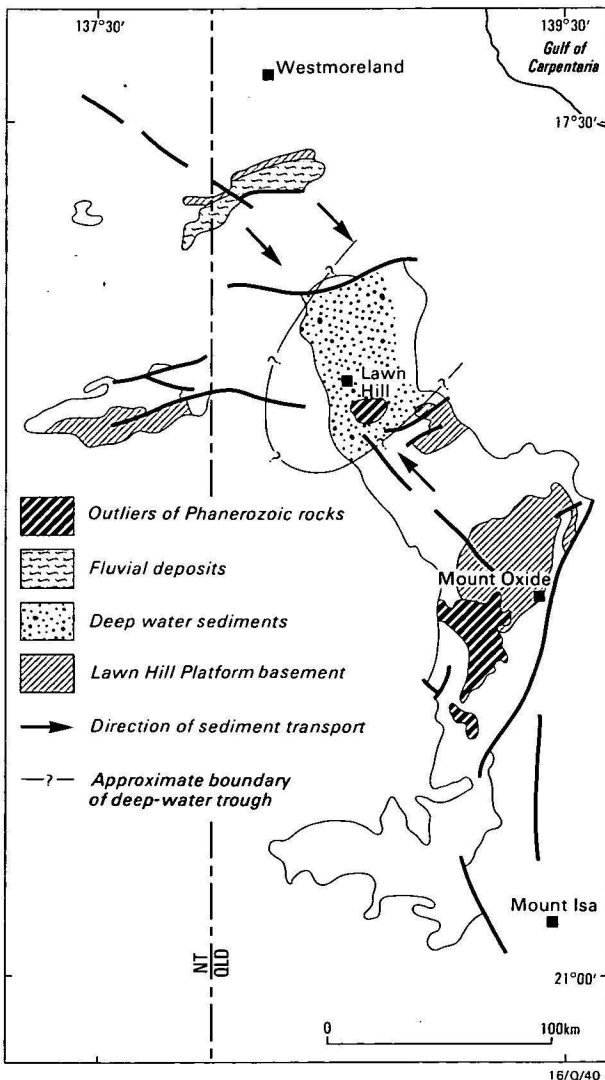 137°30'
139°30'
Gulf of
Carpentaria
Westmoreland
17°30'
?
?
?
Lawn
Hill
?
?
?
Outliers of Phanerozoic rocks
Fluvial deposits
Mount Oxide
Deep water sediments
Lawn Hill Platform basement
Direction of sediment transport
—?— Approximate boundary
of deep-water trough
Mount Isa
NT
QLD
21°00'
0
100km
16/Q/40